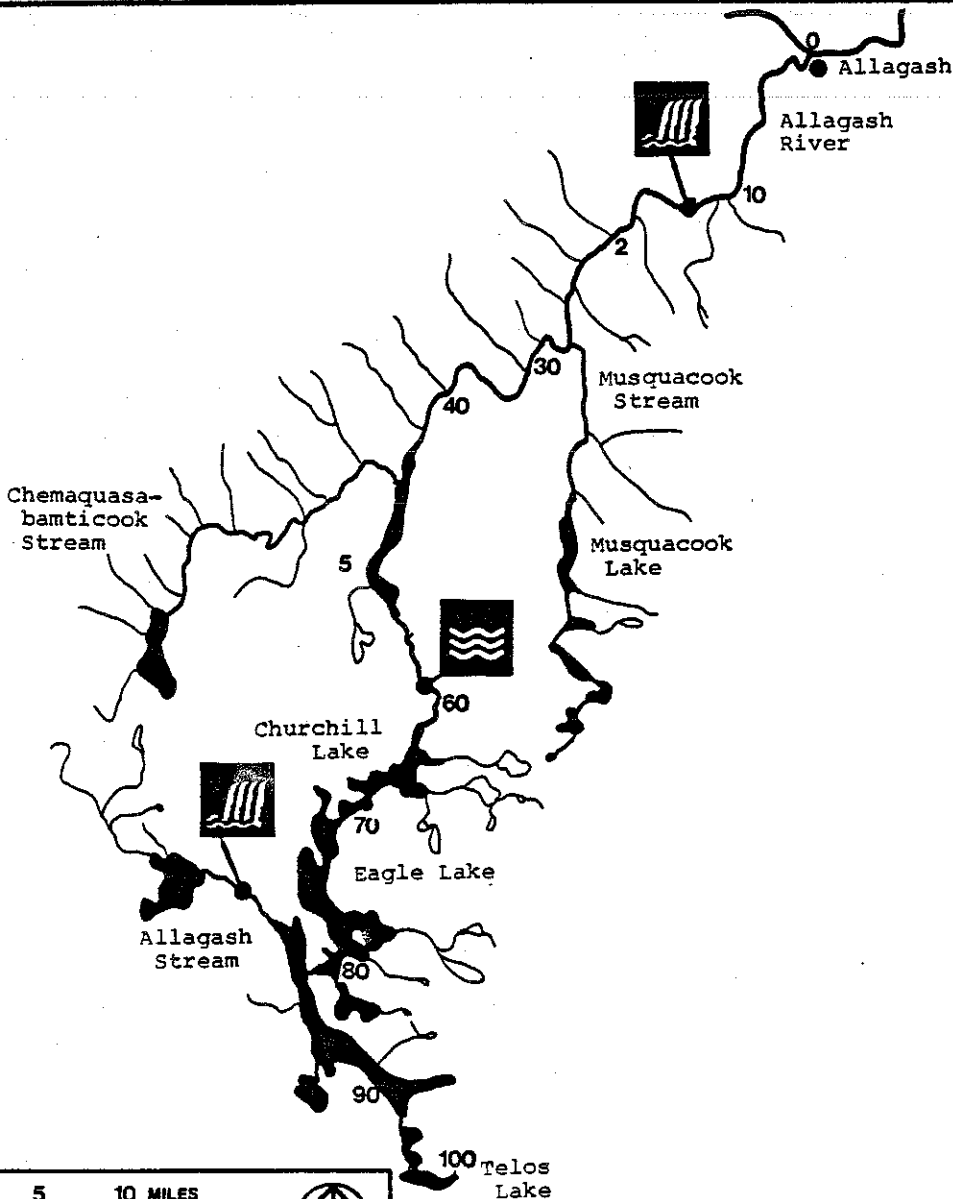 0
Allagash
Allagash
River
10
2
30
Musquacook
Stream
40
Chemaquasa-
bamticook
Stream
5
Musquacook
Lake
60
Churchill
Lake
70
Eagle Lake
Allagash
Stream
80
90
100
Telos
Lake
5 10 MILES